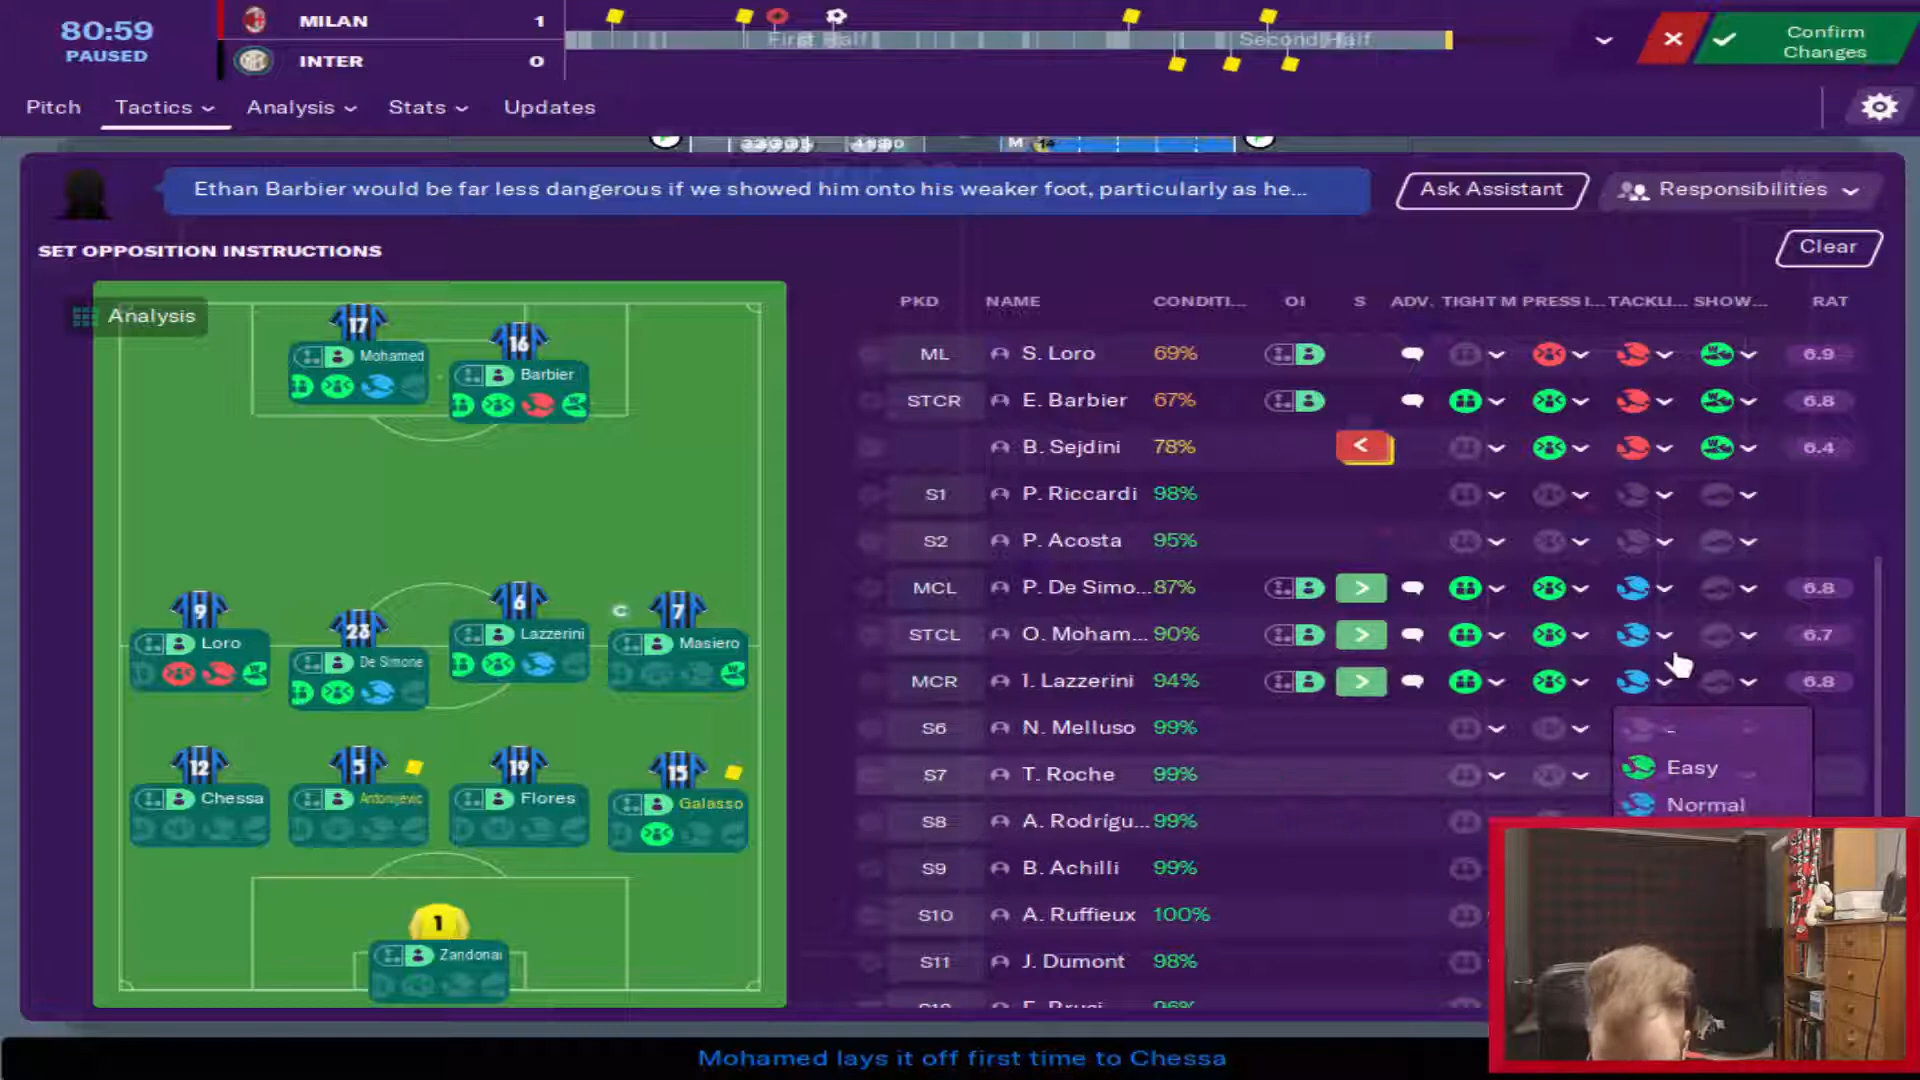 80:59
PAUSED
MILAN 1
INTER 0
First Half
Second Half
Confirm
Changes
Pitch Tactics Analysis Stats Updates
M
Ethan Barbier would be far less dangerous if we showed him onto his weaker foot, particularly as he...
Ask Assistant
Responsibilities
SET OPPOSITION INSTRUCTIONS
Clear
Analysis
17
Mohamed
16
Barbier
9
Loro
23
De Simone
6
Lazzerini
C
7
Masiero
12
Chessa
5
Antonijevic
19
Flores
15
Galasso
1
Zandonai
PKD NAME CONDITI... OI S ADV. TIGHT M PRESS I... TACKLI... SHOW... RAT
ML S. Loro 69% 6.9
STCR E. Barbier 67% 6.8
B. Sejdini 78% < 6.4
S1 P. Riccardi 98%
S2 P. Acosta 95%
MCL P. De Simo... 87% > 6.8
STCL O. Moham... 90% > 6.7
MCR I. Lazzerini 94% > 6.8
S6 N. Melluso 99%
S7 T. Roche 99%
S8 A. Rodrígu... 99%
S9 B. Achilli 99%
S10 A. Ruffieux 100%
S11 J. Dumont 98%
-
Easy
Normal
Mohamed lays it off first time to Chessa